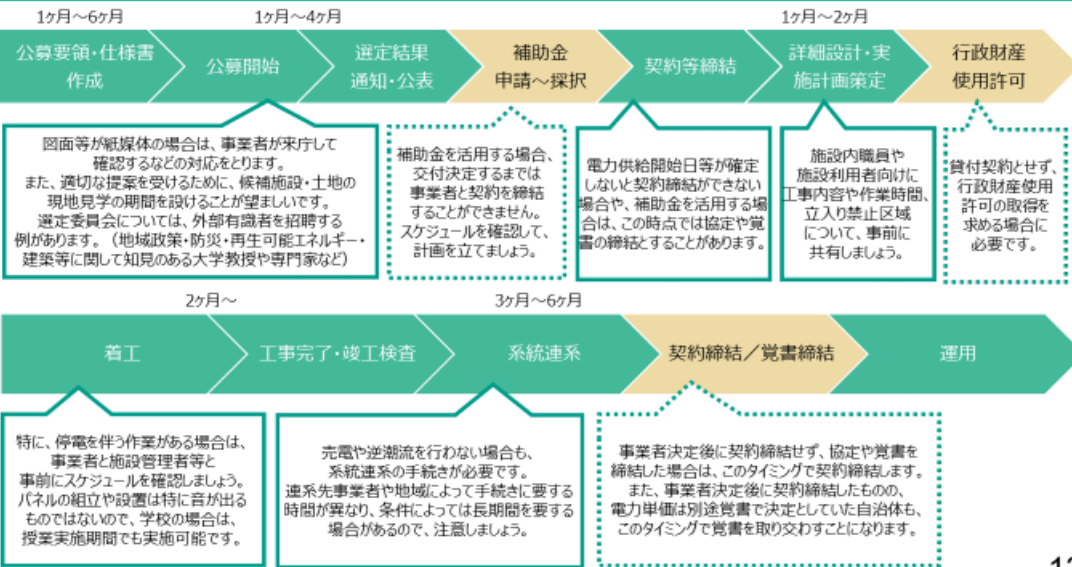 1ヶ月～6ヶ月
1ヶ月～4ヶ月
1ヶ月～2ヶ月
公募要領・仕様書
作成
公募開始
選定結果
通知・公表
補助金
申請～採択
契約等締結
詳細設計・実
施計画策定
行政財産
使用許可
図面等が紙媒体の場合は、事業者が来庁して
確認するなどの対応をとります。
また、適切な提案を受けるために、候補施設・土地の
現地見学の期間を設けることが望ましいです。
選定委員会については、外部有識者を招聘する
例があります。（地域政策・防災・再生可能エネルギー・
建築等に関して知見のある大学教授や専門家など）
補助金を活用する場合、
交付決定するまでは
事業者と契約を締結
することができません。
スケジュールを確認して、
計画を立てましょう。
電力供給開始日等が確定
しないと契約締結ができない
場合や、補助金を活用する場
合は、この時点では協定や覚
書の締結とすることがあります。
施設内職員や
施設利用者向けに
工事内容や作業時間、
立入り禁止区域
について、事前に
共有しましょう。
貸付契約とせず、
行政財産使用
許可の取得を
求める場合に
必要です。
2ヶ月～
3ヶ月～6ヶ月
着工
工事完了・竣工検査
系統連系
契約締結／覚書締結
運用
特に、停電を伴う作業がある場合は、
事業者と施設管理者等と
事前にスケジュールを確認しましょう。
パネルの組立や設置は特に音が出る
ものではないので、学校の場合は、
授業実施期間でも実施可能です。
売電や逆潮流を行わない場合も、
系統連系の手続きが必要です。
連系先事業者や地域によって手続きに要する
時間が異なり、条件によっては長期間を要する
場合があるので、注意しましょう。
事業者決定後に契約締結せず、協定や覚書を
締結した場合は、このタイミングで契約締結します。
また、事業者決定後に契約締結したものの、
電力単価は別途覚書で決定としていた自治体も、
このタイミングで覚書を取り交わすことになります。